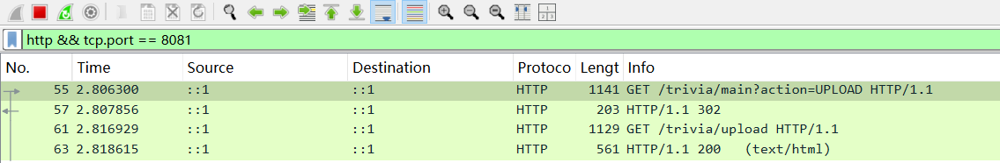 http && tcp.port == 8081
No. Time Source Destination Protoco Lengt Info
55 2.806300 ::1 ::1 HTTP 1141 GET /trivia/main?action=UPLOAD HTTP/1.1
57 2.807856 ::1 ::1 HTTP 203 HTTP/1.1 302
61 2.816929 ::1 ::1 HTTP 1129 GET /trivia/upload HTTP/1.1
63 2.818615 ::1 ::1 HTTP 561 HTTP/1.1 200 (text/html)